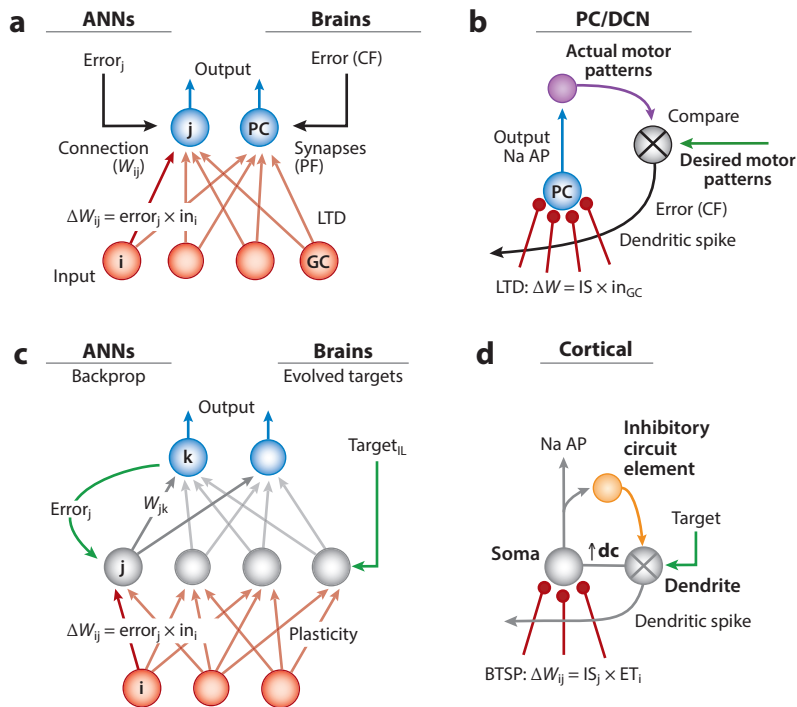 a
ANNs
Brains
Error_j
Output
Error (CF)
j
PC
Connection
(W_ij)
Synapses
(PF)
ΔW_ij = error_j × in_i
LTD
Input
i
GC
b
PC/DCN
Actual motor
patterns
Compare
Output
Na AP
Desired motor
patterns
PC
Error (CF)
Dendritic spike
LTD: ΔW = IS × in_GC
c
ANNs
Brains
Backprop
Evolved targets
Output
k
Target_IL
Error_j
W_jk
j
ΔW_ij = error_j × in_i
Plasticity
i
d
Cortical
Na AP
Inhibitory
circuit
element
Target
Soma
↑dc
Dendrite
Dendritic spike
BTSP: ΔW_ij = IS_j × ET_i